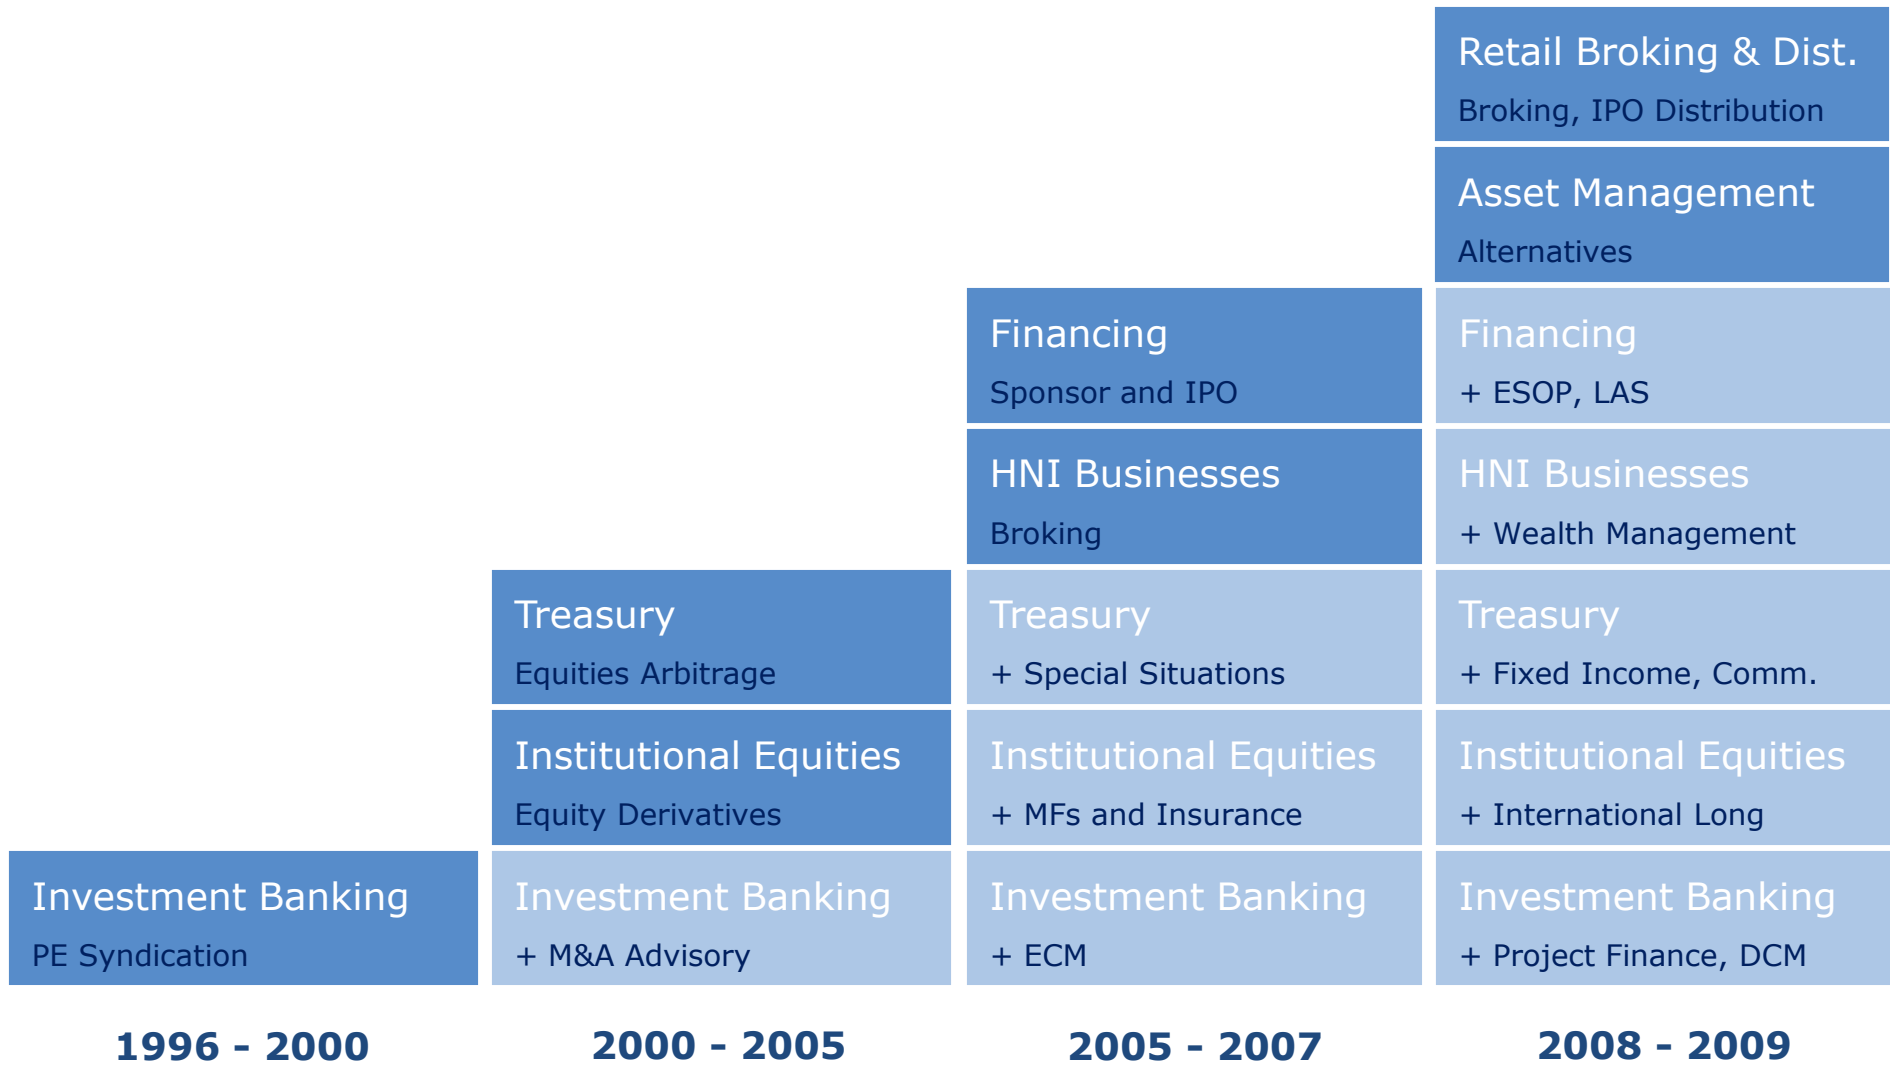 Retail Broking & Dist.
Broking, IPO Distribution
Asset Management
Alternatives
Financing
Sponsor and IPO
Financing
+ ESOP, LAS
HNI Businesses
Broking
HNI Businesses
+ Wealth Management
Treasury
Equities Arbitrage
Treasury
+ Special Situations
Treasury
+ Fixed Income, Comm.
Institutional Equities
Equity Derivatives
Institutional Equities
+ MFs and Insurance
Institutional Equities
+ International Long
Investment Banking
PE Syndication
Investment Banking
+ M&A Advisory
Investment Banking
+ ECM
Investment Banking
+ Project Finance, DCM
1996 - 2000
2000 - 2005
2005 - 2007
2008 - 2009